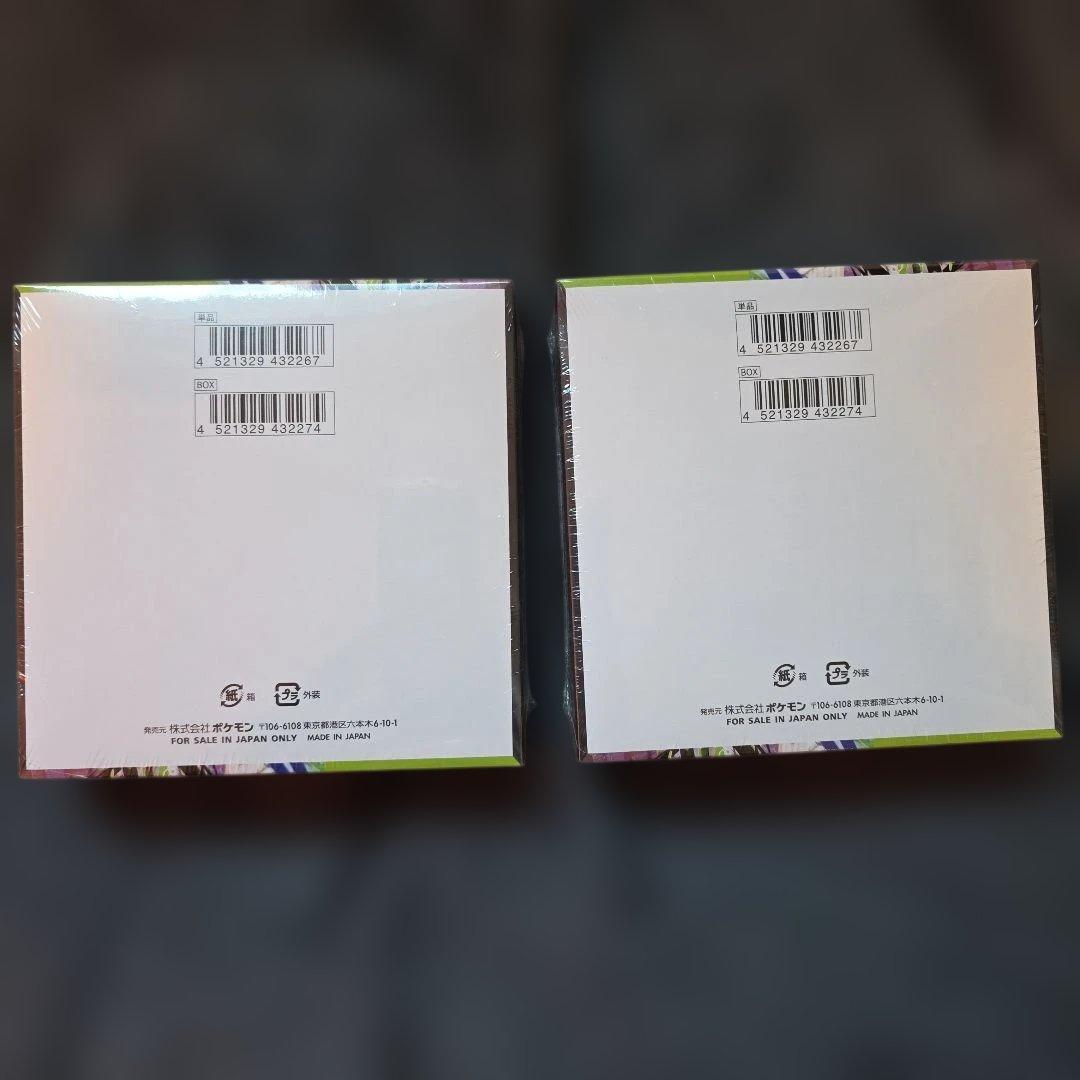 単品
4 521329 432267
BOX
4 521329 432274
紙 箱 プラ 外装
発売元 株式会社ポケモン 〒106-6108 東京都港区六本木6-10-1
FOR SALE IN JAPAN ONLY MADE IN JAPAN
単品
4 521329 432267
BOX
4 521329 432274
紙 箱 プラ 外装
発売元 株式会社ポケモン 〒106-6108 東京都港区六本木6-10-1
FOR SALE IN JAPAN ONLY MADE IN JAPAN